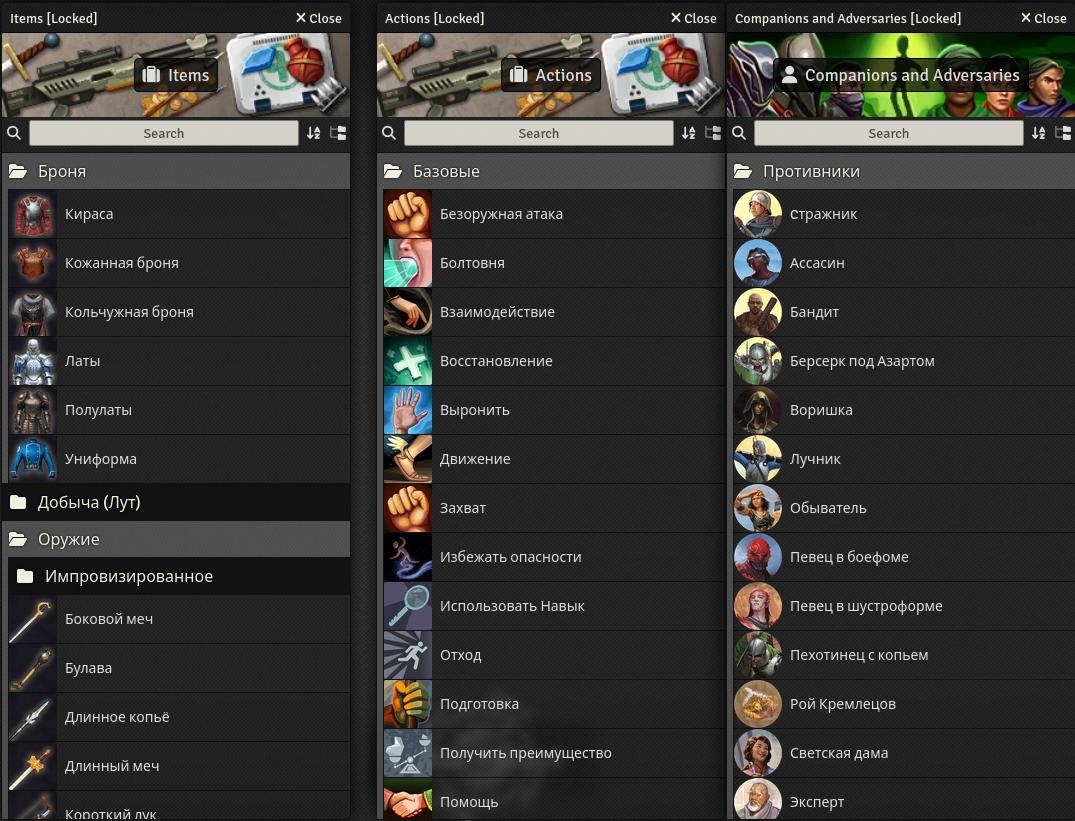 Items [Locked]
Close
Items
Search
Броня
Кираса
Кожанная броня
Кольчужная броня
Латы
Полулаты
Униформа
Добыча (Лут)
Оружие
Импровизированное
Боковой меч
Булава
Длинное копьё
Длинный меч
Короткий лук
Actions [Locked]
Close
Actions
Search
Базовые
Безоружная атака
Болтовня
Взаимодействие
Восстановление
Выронить
Движение
Захват
Избежать опасности
Использовать Навык
Отход
Подготовка
Получить преимущество
Помощь
Companions and Adversaries [Locked]
Close
Companions and Adversaries
Search
Противники
Cтражник
Ассасин
Бандит
Берсерк под Азартом
Воришка
Лучник
Обыватель
Певец в боеформе
Певец в шустроформе
Пехотинец с копьем
Рой Кремлецов
Светская дама
Эксперт